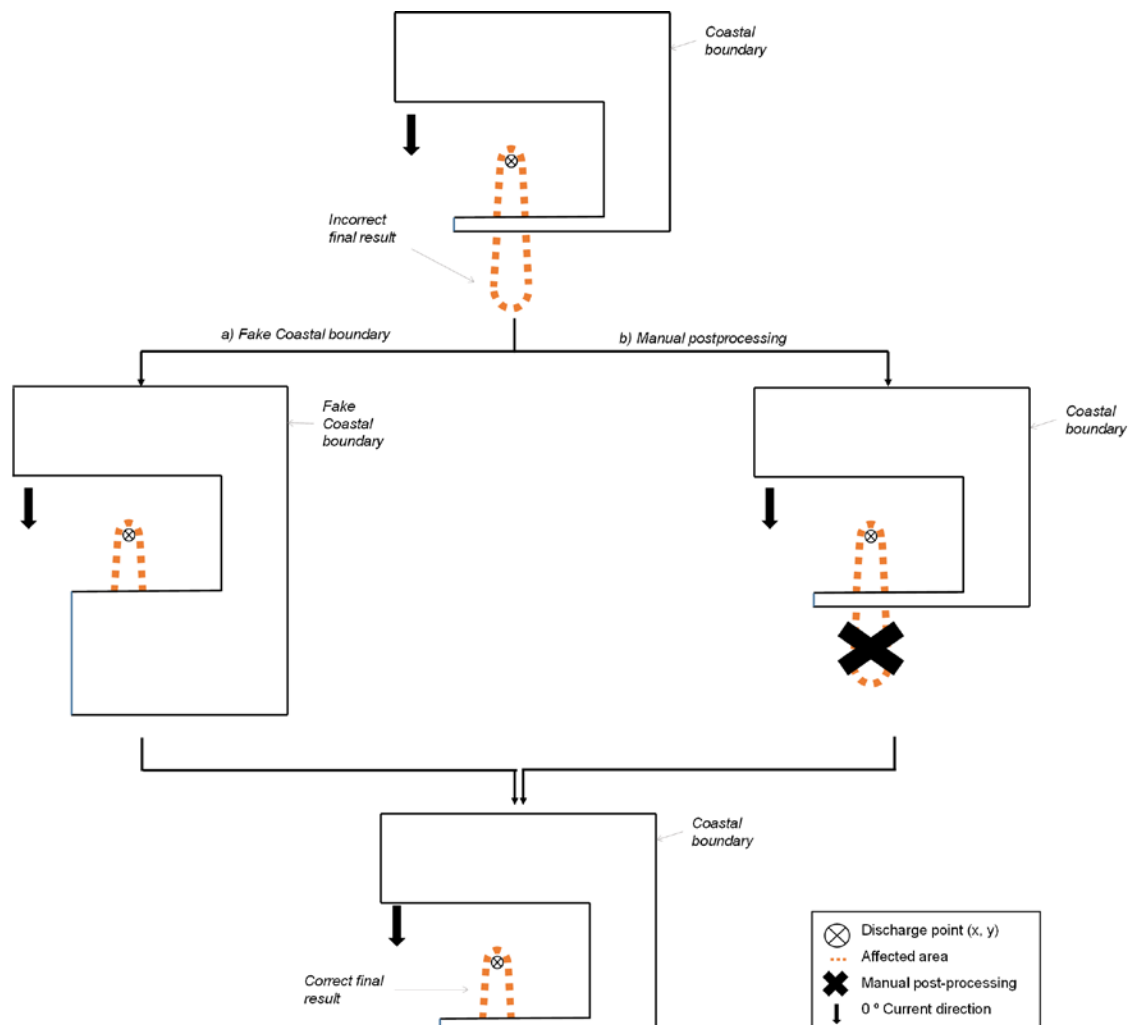 Coastal
boundary
Incorrect
final result
a) Fake Coastal boundary
b) Manual postprocessing
Fake
Coastal
boundary
Coastal
boundary
Coastal
boundary
Correct final
result
Discharge point (x, y)
Affected area
Manual post-processing
0 º Current direction